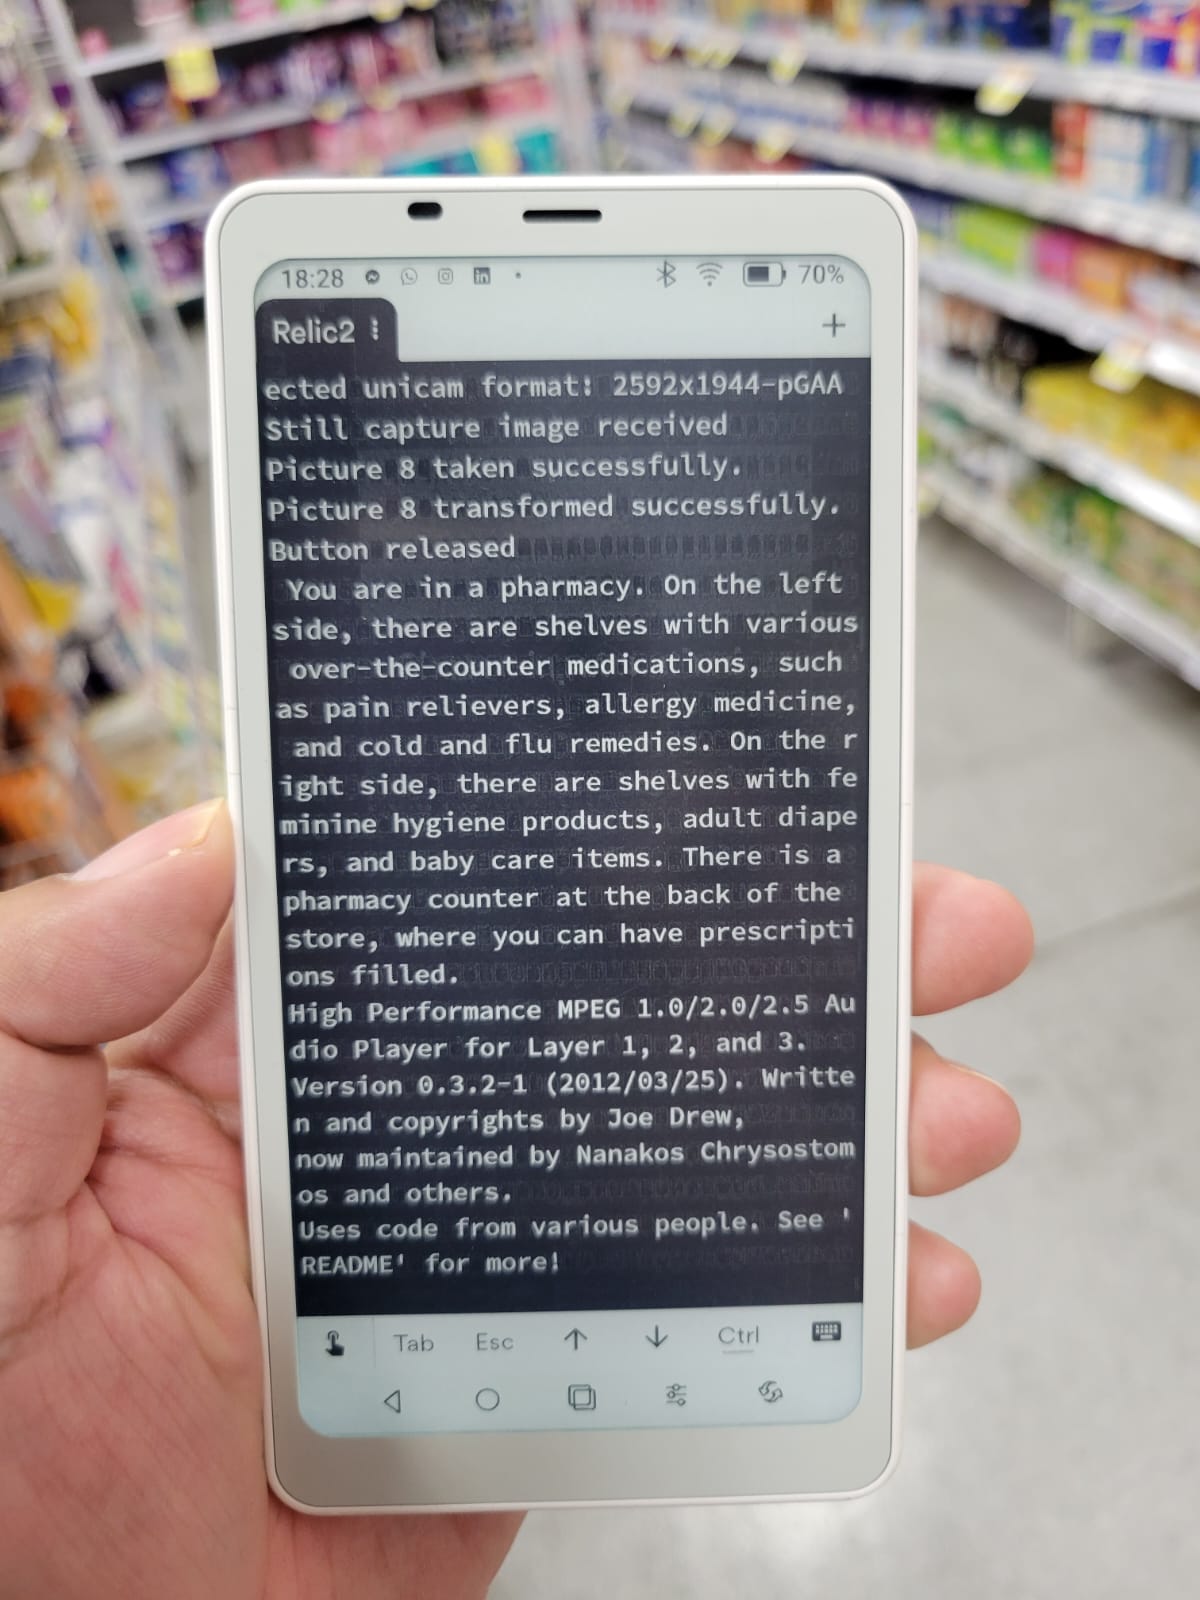 18:28 70%
Relic2
ected unicam format: 2592x1944-pGAA
Still capture image received
Picture 8 taken successfully.
Picture 8 transformed successfully.
Button released
You are in a pharmacy. On the left
side, there are shelves with various
over-the-counter medications, such
as pain relievers, allergy medicine,
and cold and flu remedies. On the r
ight side, there are shelves with fe
minine hygiene products, adult diape
rs, and baby care items. There is a
pharmacy counter at the back of the
store, where you can have prescripti
ons filled.
High Performance MPEG 1.0/2.0/2.5 Au
dio Player for Layer 1, 2, and 3.
Version 0.3.2-1 (2012/03/25). Writte
n and copyrights by Joe Drew,
now maintained by Nanakos Chrysostom
os and others.
Uses code from various people. See '
README' for more!
Tab Esc ↑ ↓ Ctrl